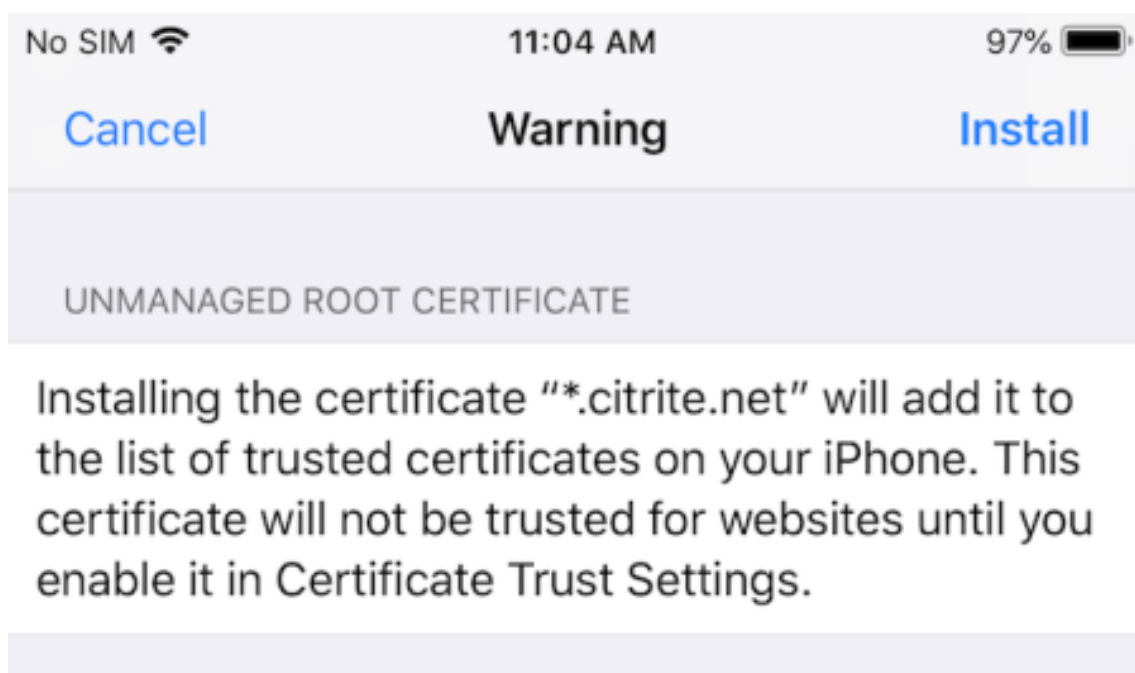 No SIM 11:04 AM 97%
Cancel Warning Install
UNMANAGED ROOT CERTIFICATE
Installing the certificate “*.citrite.net” will add it to
the list of trusted certificates on your iPhone. This
certificate will not be trusted for websites until you
enable it in Certificate Trust Settings.